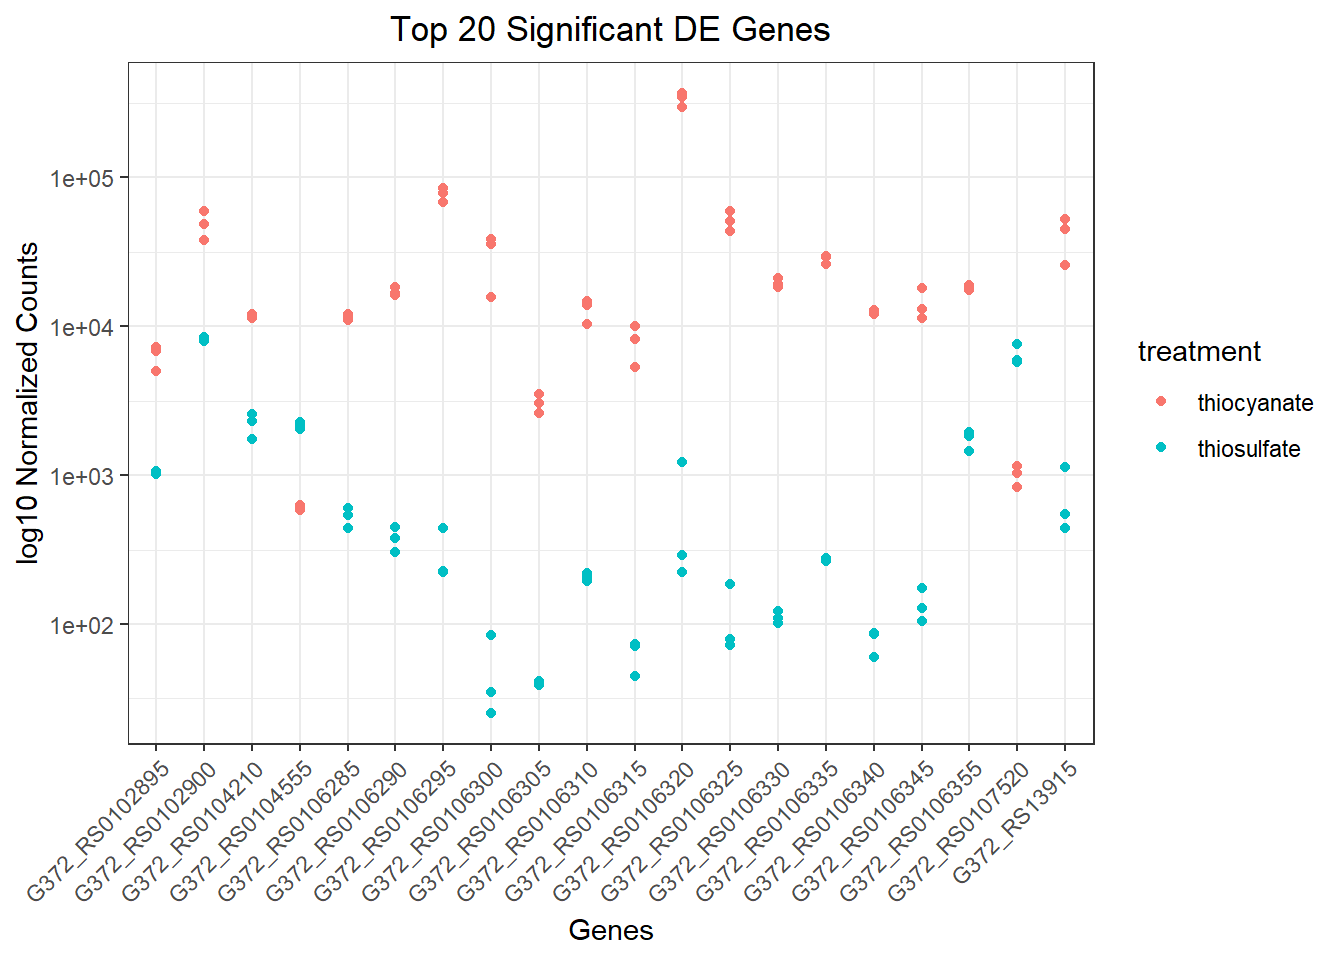 Top 20 Significant DE Genes
log10 Normalized Counts
1e+05
1e+04
1e+03
1e+02
G372_RS0102895
G372_RS0102900
G372_RS0104210
G372_RS0104555
G372_RS0106285
G372_RS0106290
G372_RS0106295
G372_RS0106300
G372_RS0106305
G372_RS0106310
G372_RS0106315
G372_RS0106320
G372_RS0106325
G372_RS0106330
G372_RS0106335
G372_RS0106340
G372_RS0106345
G372_RS0106355
G372_RS0107520
G372_RS13915
Genes
treatment
thiocyanate
thiosulfate